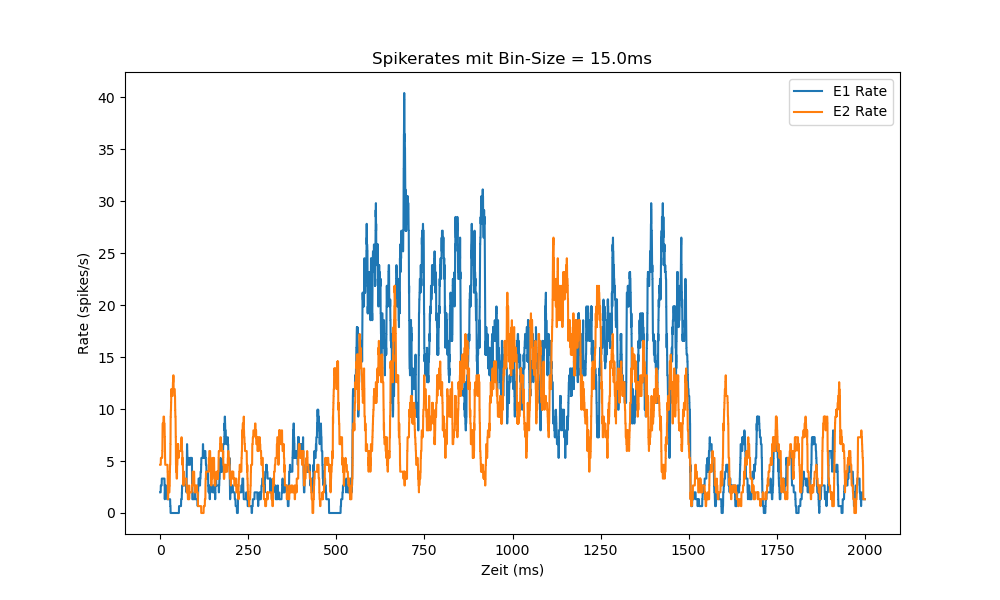 Spikerates mit Bin-Size = 15.0ms
E1 Rate
E2 Rate
Rate (spikes/s)
40
35
30
25
20
15
10
5
0
0 250 500 750 1000 1250 1500 1750 2000
Zeit (ms)